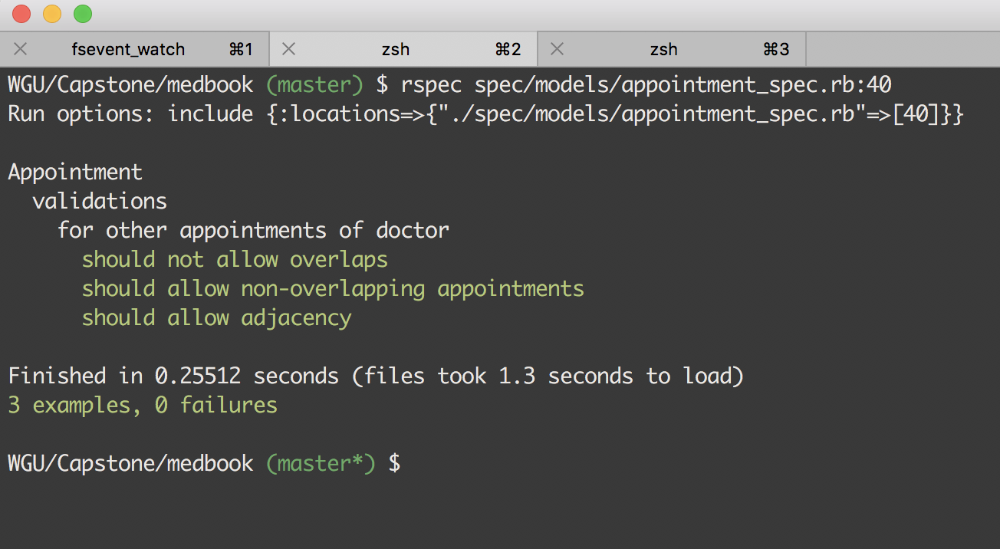 fsevent_watch ⌘1 zsh ⌘2 zsh ⌘3
WGU/Capstone/medbook (master) $ rspec spec/models/appointment_spec.rb:40
Run options: include {:locations=>{"./spec/models/appointment_spec.rb"=>[40]}}
Appointment
validations
for other appointments of doctor
should not allow overlaps
should allow non-overlapping appointments
should allow adjacency
Finished in 0.25512 seconds (files took 1.3 seconds to load)
3 examples, 0 failures
WGU/Capstone/medbook (master*) $